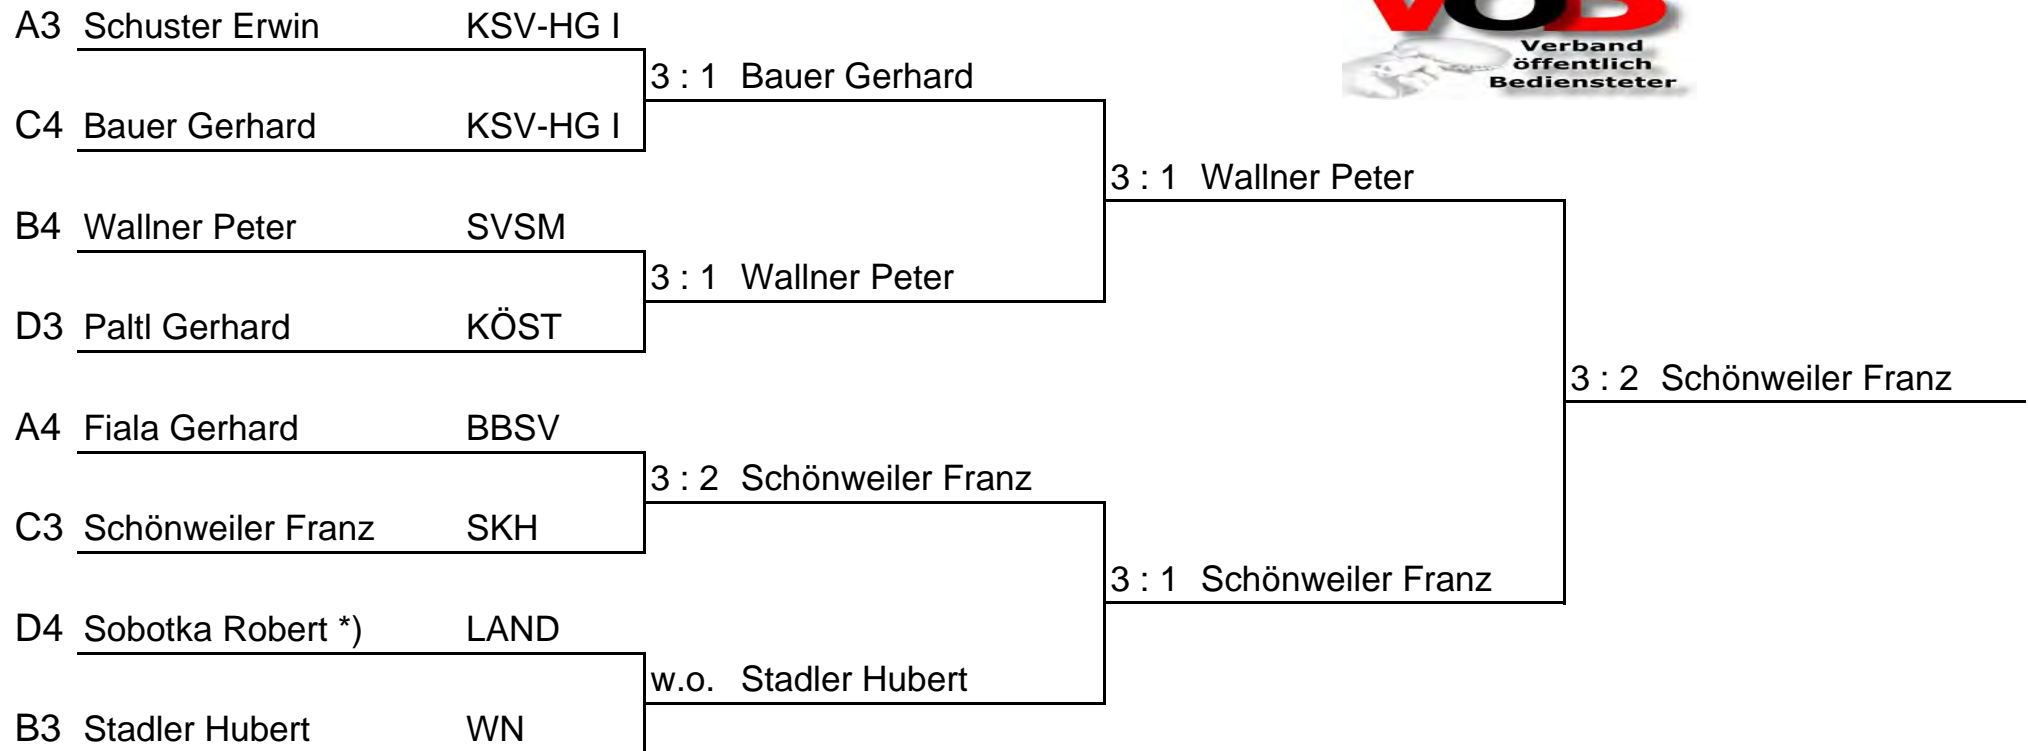 VÖB
Verband
öffentlich
Bediensteter
A3 Schuster Erwin KSV-HG I
3 : 1 Bauer Gerhard
C4 Bauer Gerhard KSV-HG I
3 : 1 Wallner Peter
B4 Wallner Peter SVSM
3 : 1 Wallner Peter
D3 Paltl Gerhard KÖST
3 : 2 Schönweiler Franz
A4 Fiala Gerhard BBSV
3 : 2 Schönweiler Franz
C3 Schönweiler Franz SKH
3 : 1 Schönweiler Franz
D4 Sobotka Robert *) LAND
w.o. Stadler Hubert
B3 Stadler Hubert WN